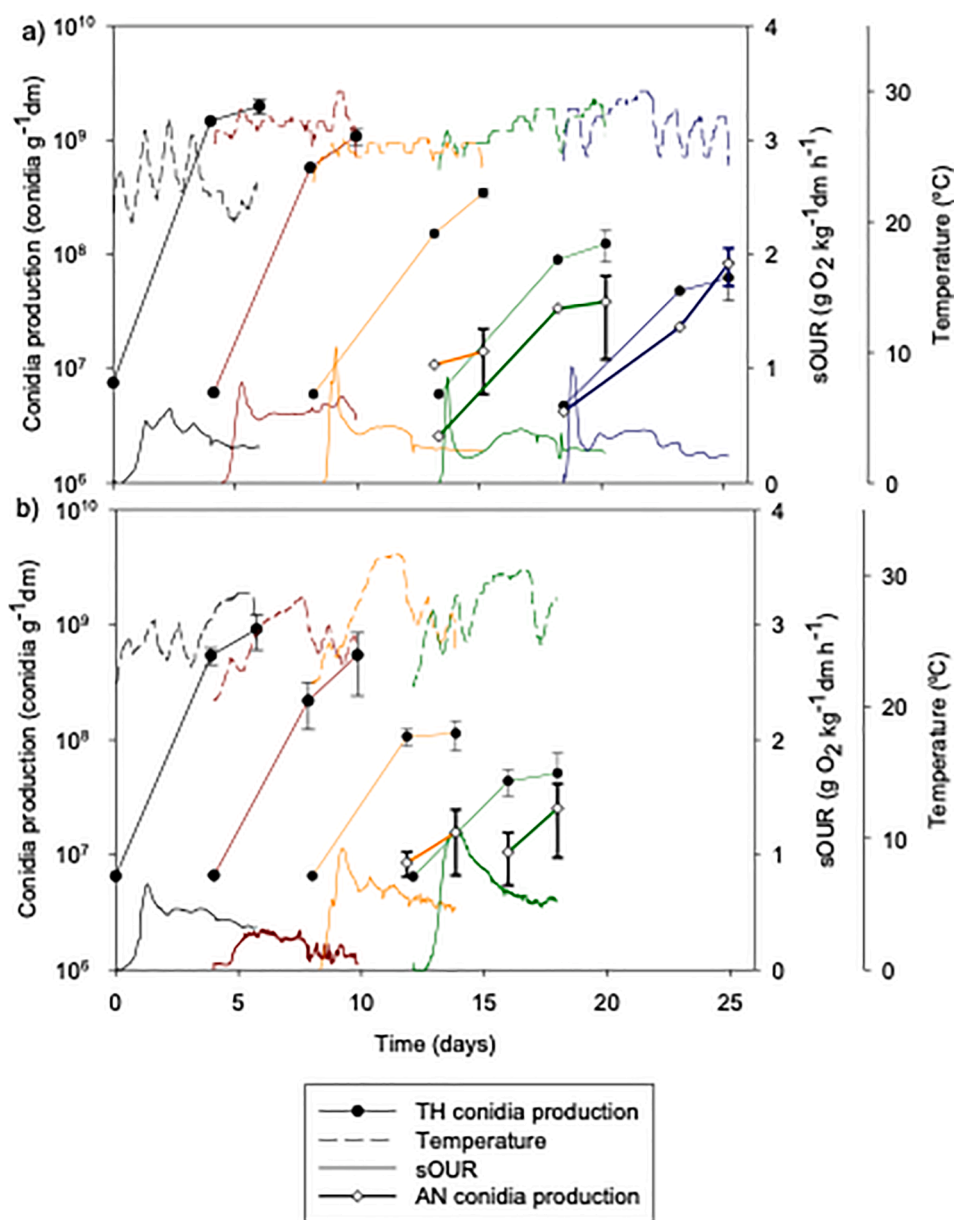 a)
Conidia production (conidia g⁻¹dm)
10¹⁰
10⁹
10⁸
10⁷
10⁶
4
3
2
1
0
sOUR (g O₂ kg⁻¹dm h⁻¹)
30
20
10
0
Temperature (ºC)
b)
Conidia production (conidia g⁻¹dm)
10¹⁰
10⁹
10⁸
10⁷
10⁶
4
3
2
1
0
sOUR (g O₂ kg⁻¹dm h⁻¹)
30
20
10
0
Temperature (ºC)
0 5 10 15 20 25
Time (days)
TH conidia production
Temperature
sOUR
AN conidia production